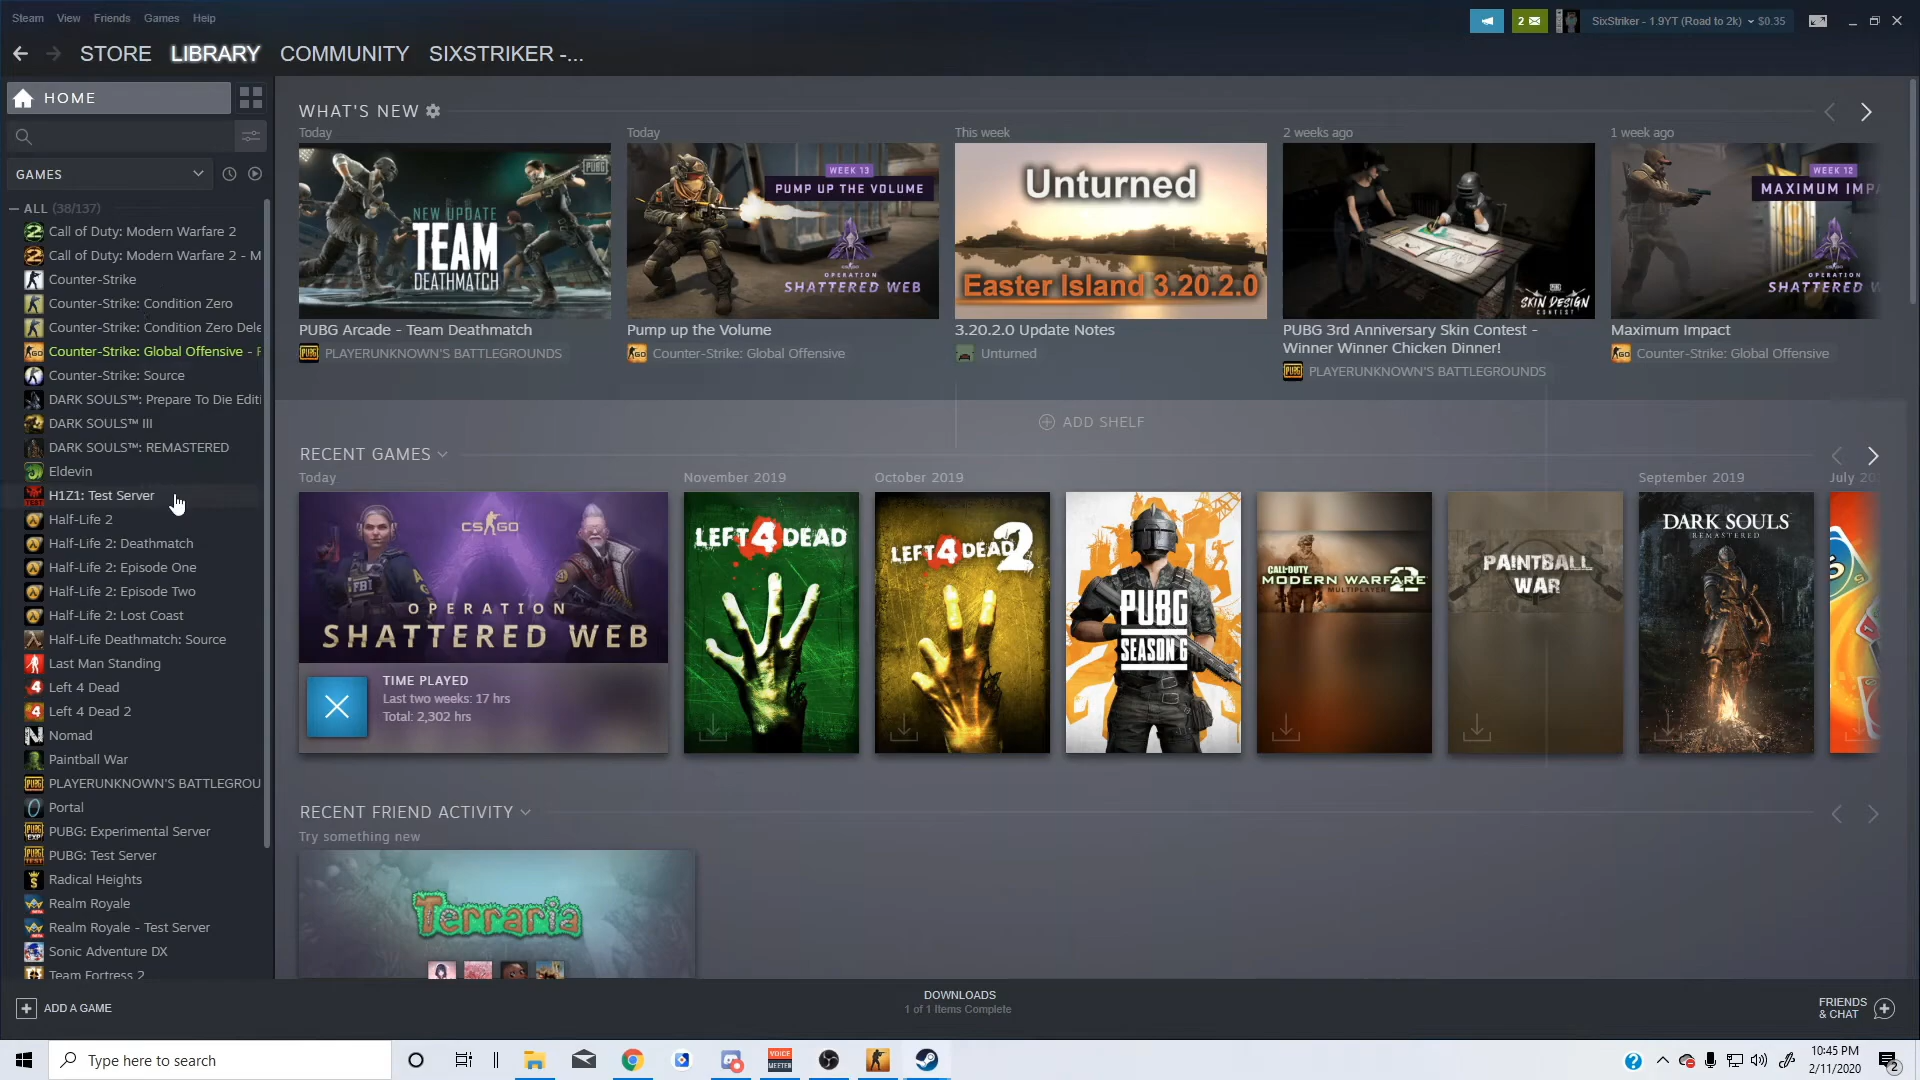 Steam View Friends Games Help
2
SixStriker - 1.9YT (Road to 2k) $0.35
STORE LIBRARY COMMUNITY SIXSTRIKER -...
HOME
GAMES
ALL (38/137)
Call of Duty: Modern Warfare 2
Call of Duty: Modern Warfare 2 - M
Counter-Strike
Counter-Strike: Condition Zero
Counter-Strike: Condition Zero Dele
Counter-Strike: Global Offensive - F
Counter-Strike: Source
DARK SOULS™: Prepare To Die Editi
DARK SOULS™ III
DARK SOULS™: REMASTERED
Eldevin
H1Z1: Test Server
Half-Life 2
Half-Life 2: Deathmatch
Half-Life 2: Episode One
Half-Life 2: Episode Two
Half-Life 2: Lost Coast
Half-Life Deathmatch: Source
Last Man Standing
Left 4 Dead
Left 4 Dead 2
Nomad
Paintball War
PLAYERUNKNOWN'S BATTLEGROU
Portal
PUBG: Experimental Server
PUBG: Test Server
Radical Heights
Realm Royale
Realm Royale - Test Server
Sonic Adventure DX
Team Fortress 2
ADD A GAME
WHAT'S NEW
Today
PUBG
NEW UPDATE
TEAM
DEATHMATCH
PUBG Arcade - Team Deathmatch
PLAYERUNKNOWN'S BATTLEGROUNDS
Today
WEEK 13
PUMP UP THE VOLUME
OPERATION
SHATTERED WEB
Pump up the Volume
Counter-Strike: Global Offensive
This week
Unturned
Easter Island 3.20.2.0
3.20.2.0 Update Notes
Unturned
2 weeks ago
PUBG
SKIN DESIGN
CONTEST
PUBG 3rd Anniversary Skin Contest -
Winner Winner Chicken Dinner!
PLAYERUNKNOWN'S BATTLEGROUNDS
1 week ago
WEEK 12
MAXIMUM IMPA
OPERATION
SHATTERED W
Maximum Impact
Counter-Strike: Global Offensive
ADD SHELF
RECENT GAMES
Today
CS:GO
FBI
OPERATION
SHATTERED WEB
TIME PLAYED
Last two weeks: 17 hrs
Total: 2,302 hrs
November 2019
LEFT 4 DEAD
October 2019
LEFT 4 DEAD 2
PUBG
SEASON 6
CALL OF DUTY
MODERN WARFARE 2
MULTIPLAYER
PAINTBALL
WAR
September 2019
DARK SOULS
REMASTERED
July 20
RECENT FRIEND ACTIVITY
Try something new
Terraria
DOWNLOADS
1 of 1 Items Complete
FRIENDS
& CHAT
Type here to search
VOICE
MEETER
10:45 PM
2/11/2020
2